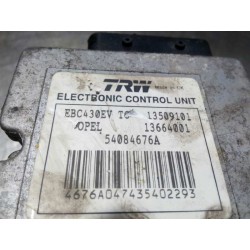 TRW
ELECTRONIC CONTROL UNIT
EBC430EV TC 13509101
OPEL 13664001
54084676A
4676A047435402293